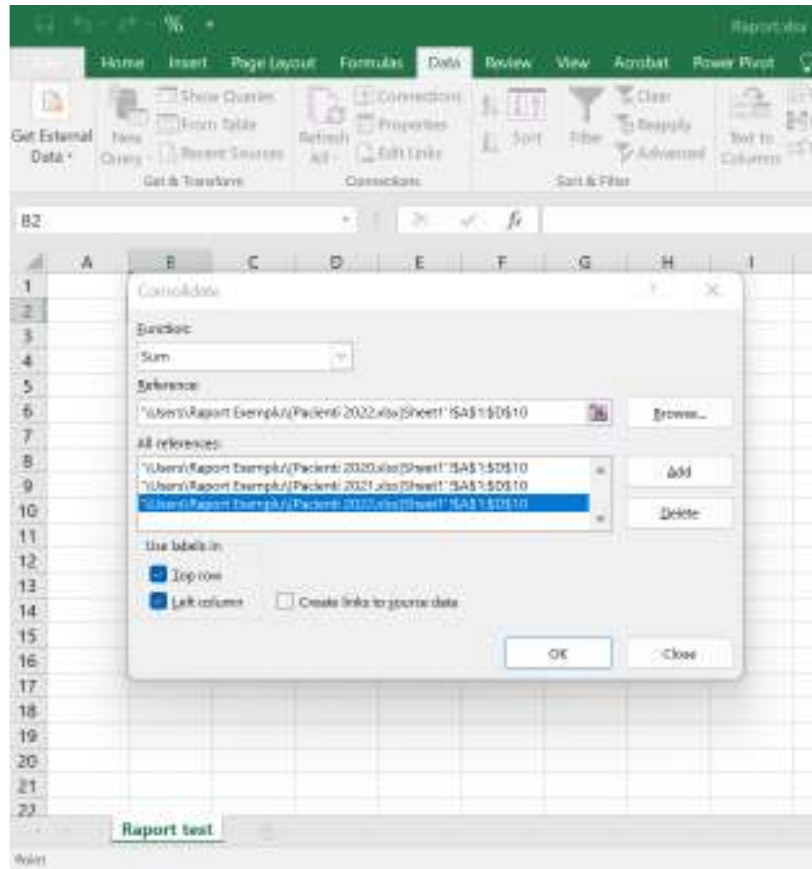 %
Raport.xlsx
Home Insert Page Layout Formulas Data Review View Acrobat Power Pivot
Get External Data
New Query
Show Queries
From Table
Recent Sources
Get & Transform
Refresh All
Connections
Properties
Edit Links
Connections
Sort
Filter
Clear
Reapply
Advanced
Sort & Filter
Text to Columns
B2
fx
A B C D E F G H I
1
2
3
4
5
6
7
8
9
10
11
12
13
14
15
16
17
18
19
20
21
22
Consolidate ? ×
Function:
Sum
Reference:
'\Users\Raport Exemplu\[Pacienti 2022.xlsx]Sheet1'!$A$1:$D$10
Browse...
All references:
'\Users\Raport Exemplu\[Pacienti 2020.xlsx]Sheet1'!$A$1:$D$10
'\Users\Raport Exemplu\[Pacienti 2021.xlsx]Sheet1'!$A$1:$D$10
'\Users\Raport Exemplu\[Pacienti 2022.xlsx]Sheet1'!$A$1:$D$10
Add
Delete
Use labels in
Top row
Left column
Create links to source data
OK
Close
Raport test
Point